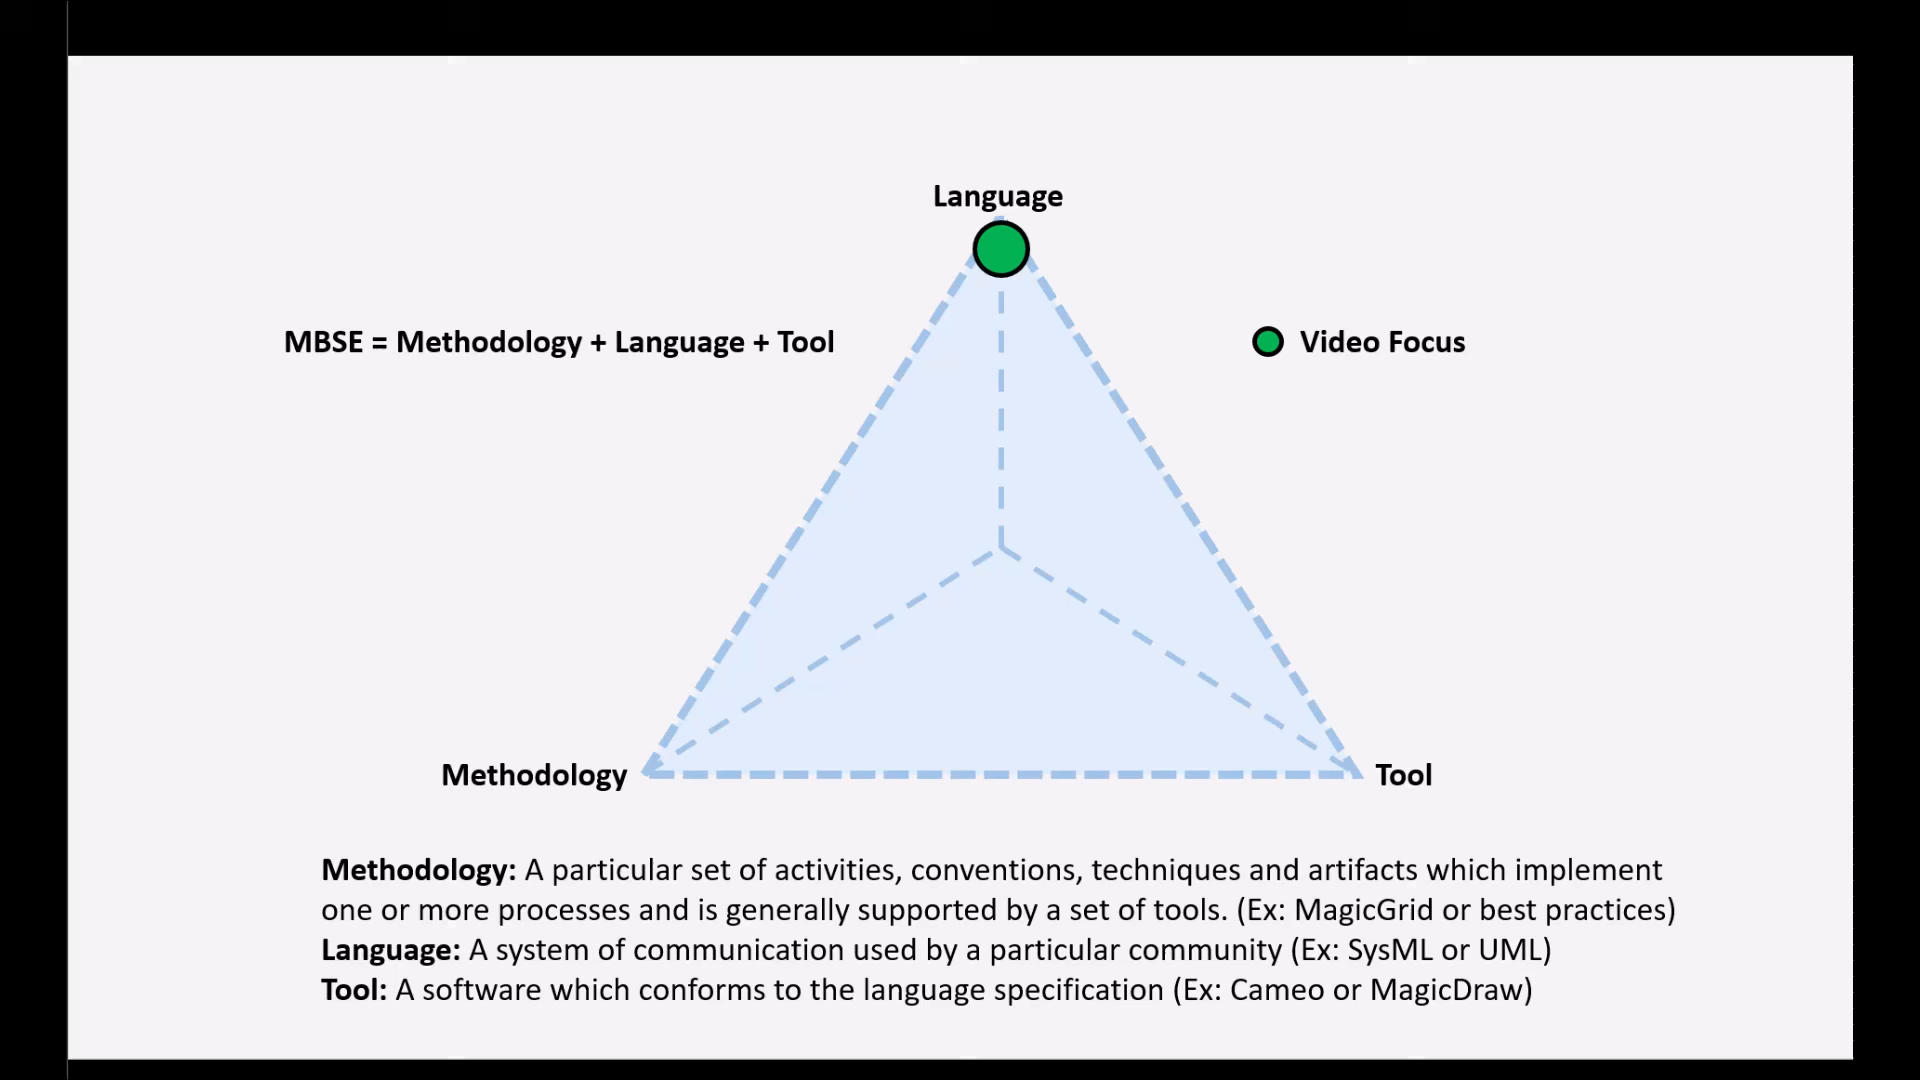 Language
MBSE = Methodology + Language + Tool
Video Focus
Methodology
Tool
Methodology: A particular set of activities, conventions, techniques and artifacts which implement
one or more processes and is generally supported by a set of tools. (Ex: MagicGrid or best practices)
Language: A system of communication used by a particular community (Ex: SysML or UML)
Tool: A software which conforms to the language specification (Ex: Cameo or MagicDraw)